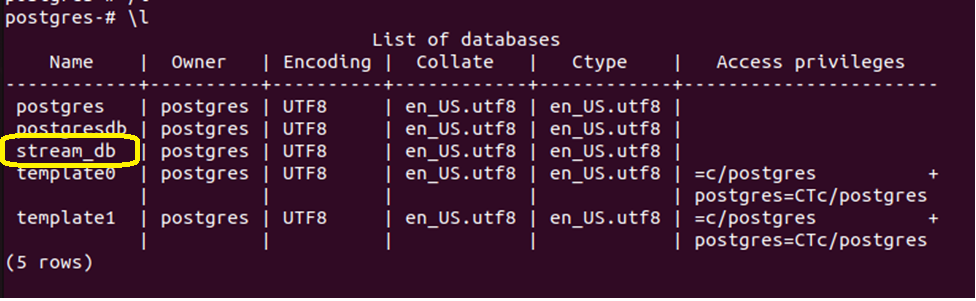 postgres-# \l
List of databases
Name | Owner | Encoding | Collate | Ctype | Access privileges
-----------+----------+----------+------------+------------+-----------------------
postgres | postgres | UTF8 | en_US.utf8 | en_US.utf8 |
postgresdb | postgres | UTF8 | en_US.utf8 | en_US.utf8 |
stream_db | postgres | UTF8 | en_US.utf8 | en_US.utf8 |
template0 | postgres | UTF8 | en_US.utf8 | en_US.utf8 | =c/postgres +
| | | | | postgres=CTc/postgres
template1 | postgres | UTF8 | en_US.utf8 | en_US.utf8 | =c/postgres +
| | | | | postgres=CTc/postgres
(5 rows)